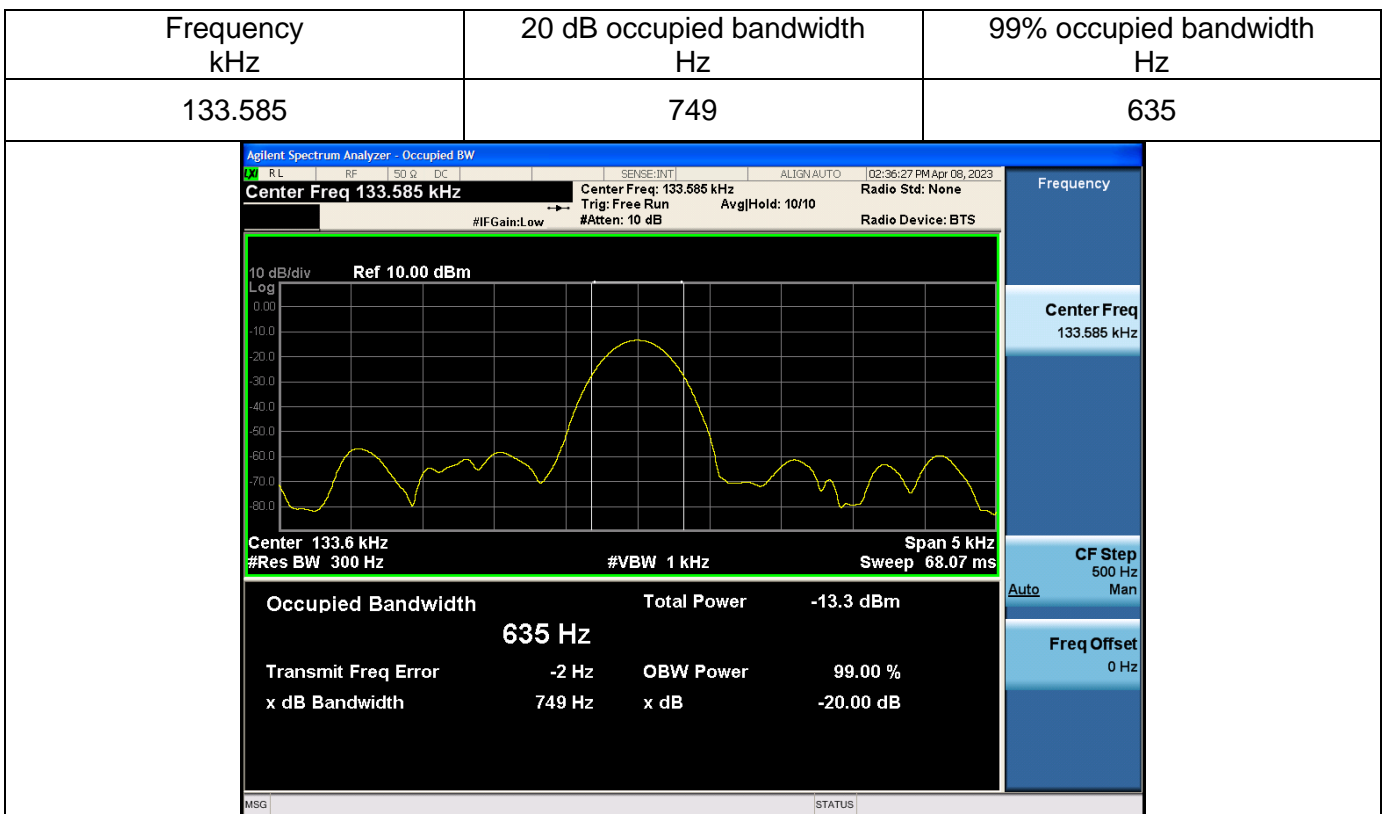 Frequency
kHz
20 dB occupied bandwidth
Hz
99% occupied bandwidth
Hz
133.585
749
635
Agilent Spectrum Analyzer - Occupied BW
LXI RL RF 50 Ω DC SENSE:INT ALIGN AUTO 02:36:27 PM Apr 08, 2023
Center Freq 133.585 kHz
Center Freq: 133.585 kHz
Radio Std: None
Trig: Free Run
Avg|Hold: 10/10
#IFGain:Low
#Atten: 10 dB
Radio Device: BTS
Frequency
10 dB/div
Ref 10.00 dBm
Log
0.00
-10.0
-20.0
-30.0
-40.0
-50.0
-60.0
-70.0
-80.0
Center 133.6 kHz
Span 5 kHz
#Res BW 300 Hz
#VBW 1 kHz
Sweep 68.07 ms
Center Freq
133.585 kHz
CF Step
500 Hz
Auto Man
Freq Offset
0 Hz
Occupied Bandwidth
635 Hz
Total Power -13.3 dBm
Transmit Freq Error -2 Hz
OBW Power 99.00 %
x dB Bandwidth 749 Hz
x dB -20.00 dB
MSG
STATUS